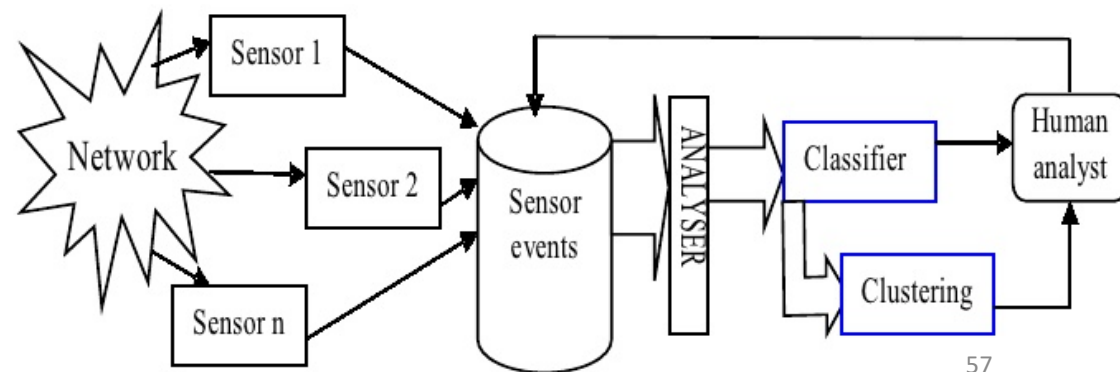 Sensor 1
Network
Sensor 2
Sensor n
Sensor
events
ANALYSER
Classifier
Clustering
Human
analyst
57